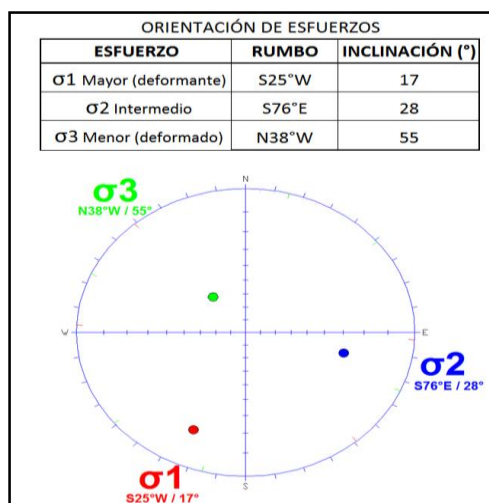 ORIENTACIÓN DE ESFUERZOS
ESFUERZO RUMBO INCLINACIÓN (°)
σ1 Mayor (deformante) S25°W 17
σ2 Intermedio S76°E 28
σ3 Menor (deformado) N38°W 55
σ3
N38°W / 55°
N
W
E
σ2
S76°E / 28°
σ1
S
S25°W / 17°